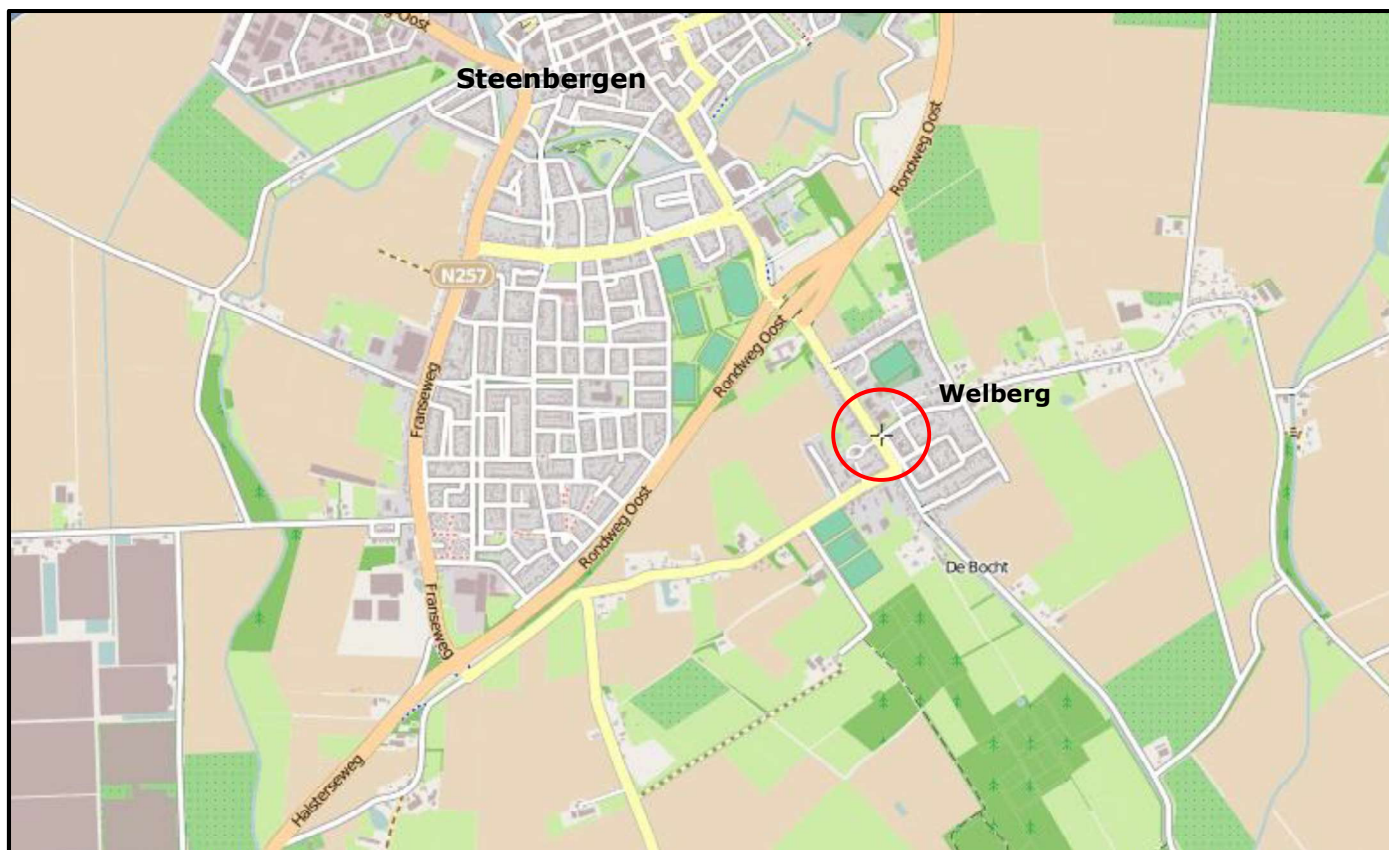 Rondweg Oost
Steenbergen
Rondweg Oost
N257
Rondweg Oost
Franseweg
Welberg
Rondweg Oost
De Bocht
Franseweg
Halsterseweg